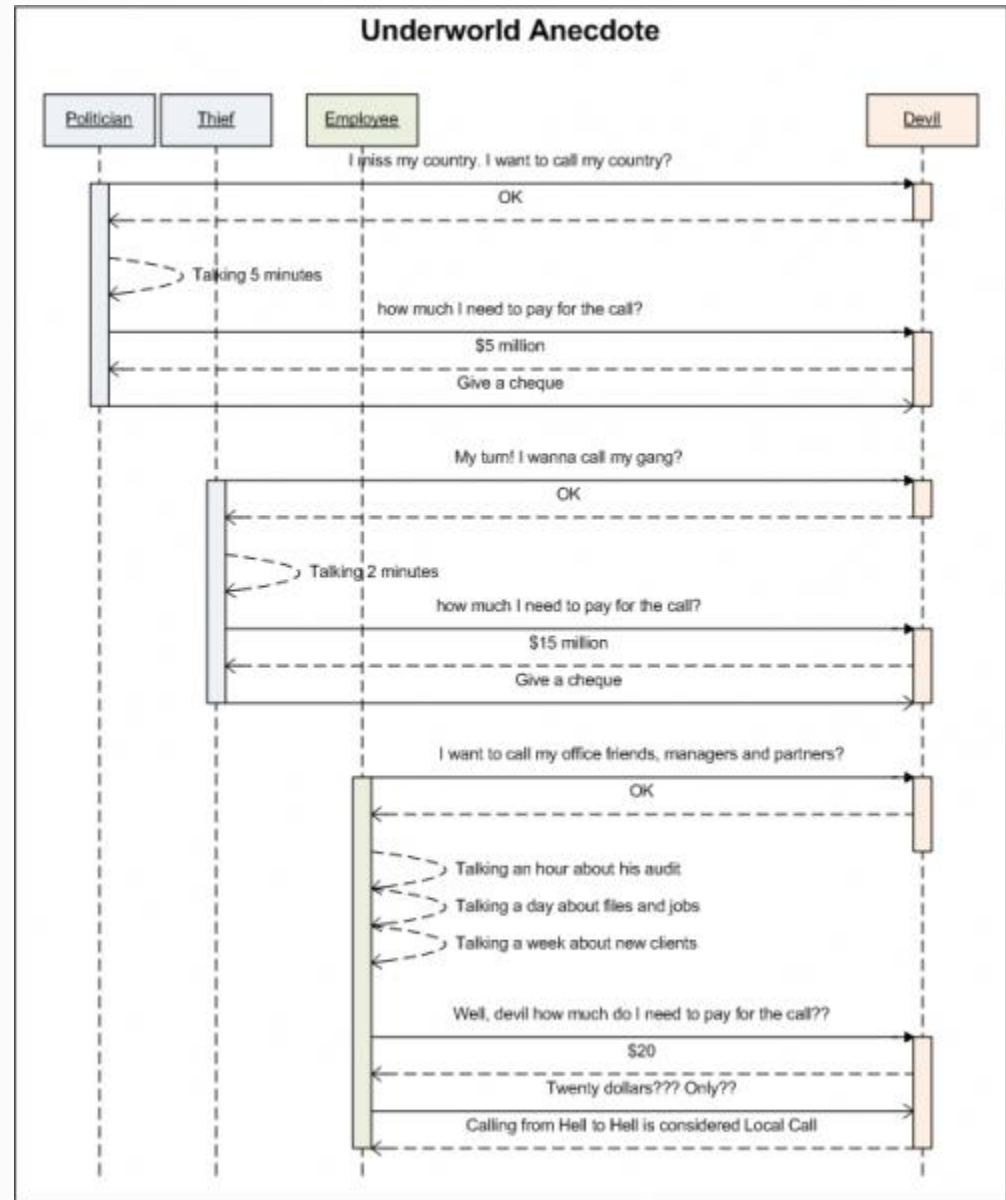 Underworld Anecdote
Politician
Thief
Employee
Devil
I miss my country. I want to call my country?
OK
Talking 5 minutes
how much I need to pay for the call?
$5 million
Give a cheque
My turn! I wanna call my gang?
OK
Talking 2 minutes
how much I need to pay for the call?
$15 million
Give a cheque
I want to call my office friends, managers and partners?
OK
Talking an hour about his audit
Talking a day about files and jobs
Talking a week about new clients
Well, devil how much do I need to pay for the call??
$20
Twenty dollars??? Only??
Calling from Hell to Hell is considered Local Call